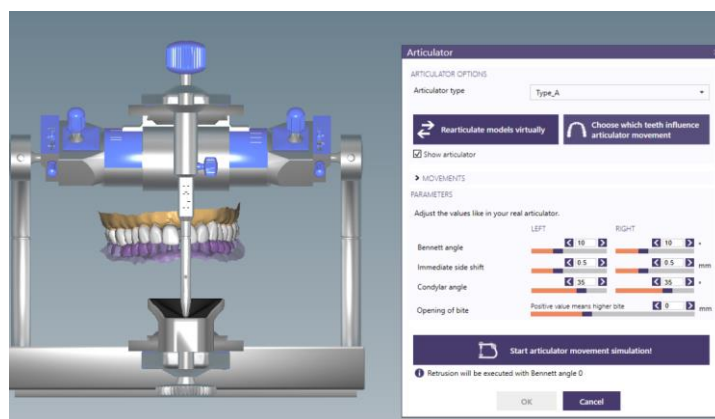 Articulator
ARTICULATOR OPTIONS
Articulator type
Type_A
Rearticulate models virtually
Choose which teeth influence
articulator movement
Show articulator
MOVEMENTS
PARAMETERS
Adjust the values like in your real articulator.
LEFT RIGHT
Bennett angle 10 10 °
Immediate side shift 0.5 0.5 mm
Condylar angle 35 35 °
Opening of bite Positive value means higher bite 0 mm
Start articulator movement simulation!
Retrusion will be executed with Bennett angle 0
OK Cancel